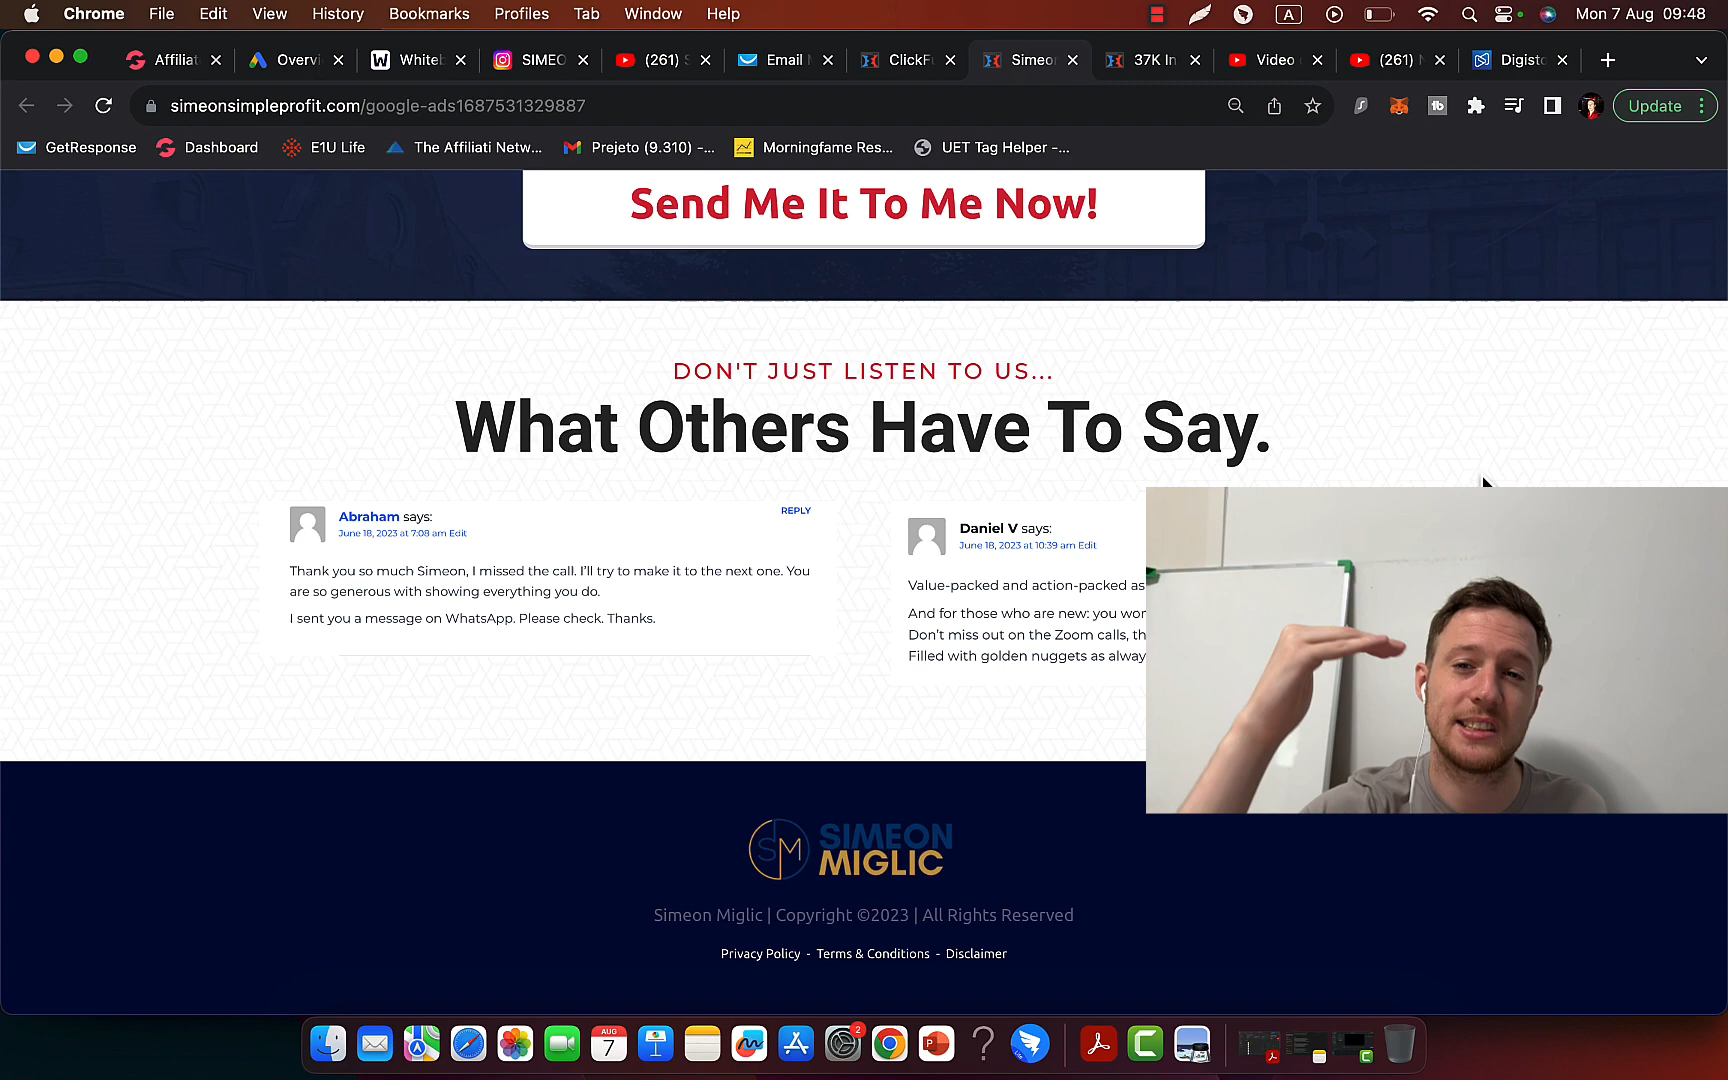 Chrome File Edit View History Bookmarks Profiles Tab Window Help A Mon 7 Aug 09:48
Affiliat Overvi Whiteb SIMEO (261) S Email ClickFu Simeon 37K In Video (261) Digisto
simeonsimpleprofit.com/google-ads1687531329887 Update
GetResponse Dashboard E1U Life The Affiliati Netw... Prejeto (9.310) -... Morningfame Res... UET Tag Helper -...
Send Me It To Me Now!
DON'T JUST LISTEN TO US...
What Others Have To Say.
Abraham says: REPLY
June 18, 2023 at 7:08 am Edit
Thank you so much Simeon, I missed the call. I'll try to make it to the next one. You
are so generous with showing everything you do.
I sent you a message on WhatsApp. Please check. Thanks.
Daniel V says:
June 18, 2023 at 10:39 am Edit
Value-packed and action-packed as
And for those who are new: you wor
Don't miss out on the Zoom calls, th
Filled with golden nuggets as alway
SM SIMEON
MIGLIC
Simeon Miglic | Copyright ©2023 | All Rights Reserved
Privacy Policy - Terms & Conditions - Disclaimer
AUG
7
2